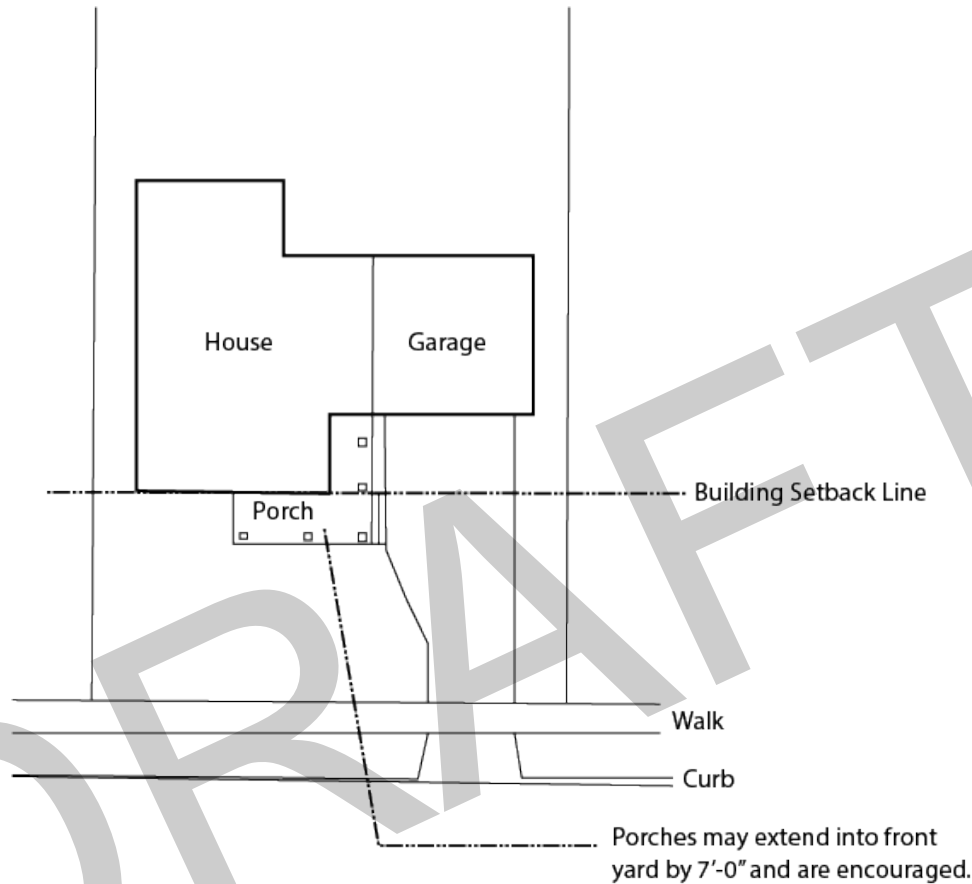 House
Garage
Building Setback Line
Porch
Walk
Curb
Porches may extend into front
yard by 7'-0" and are encouraged.
DRAFT